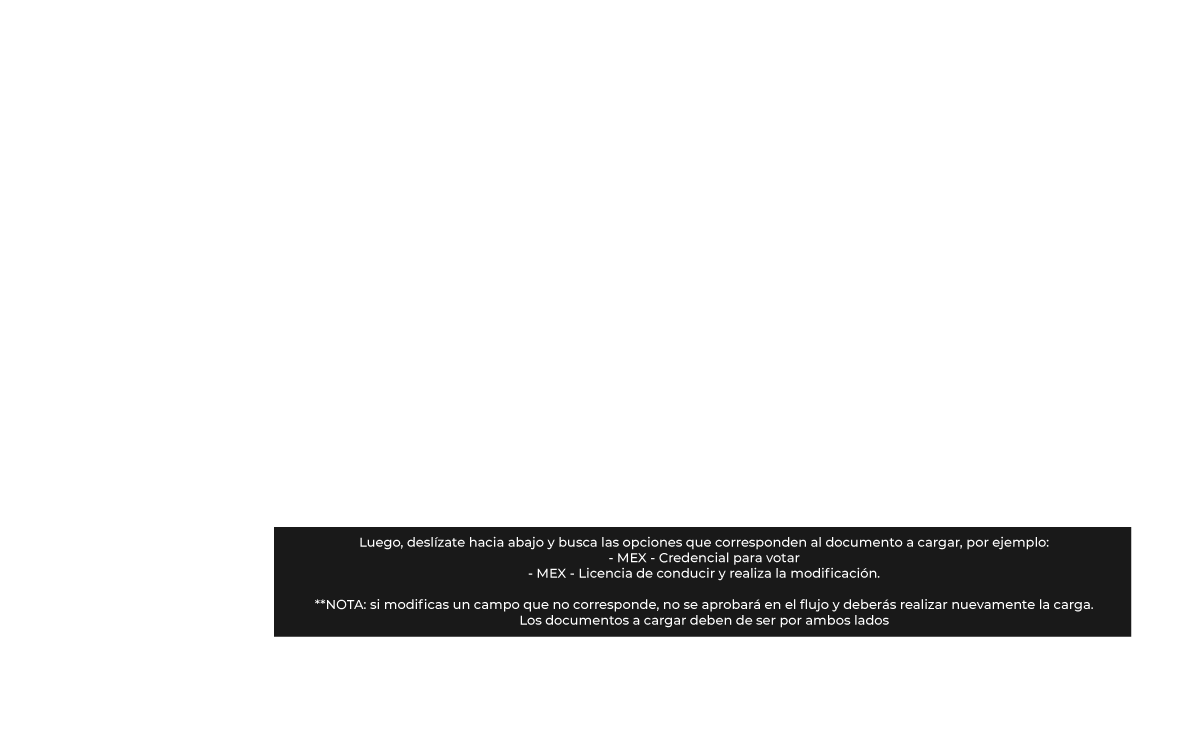 Luego, deslízate hacia abajo y busca las opciones que corresponden al documento a cargar, por ejemplo:
- MEX - Credencial para votar
- MEX - Licencia de conducir y realiza la modificación.
**NOTA: si modificas un campo que no corresponde, no se aprobará en el flujo y deberás realizar nuevamente la carga.
Los documentos a cargar deben de ser por ambos lados